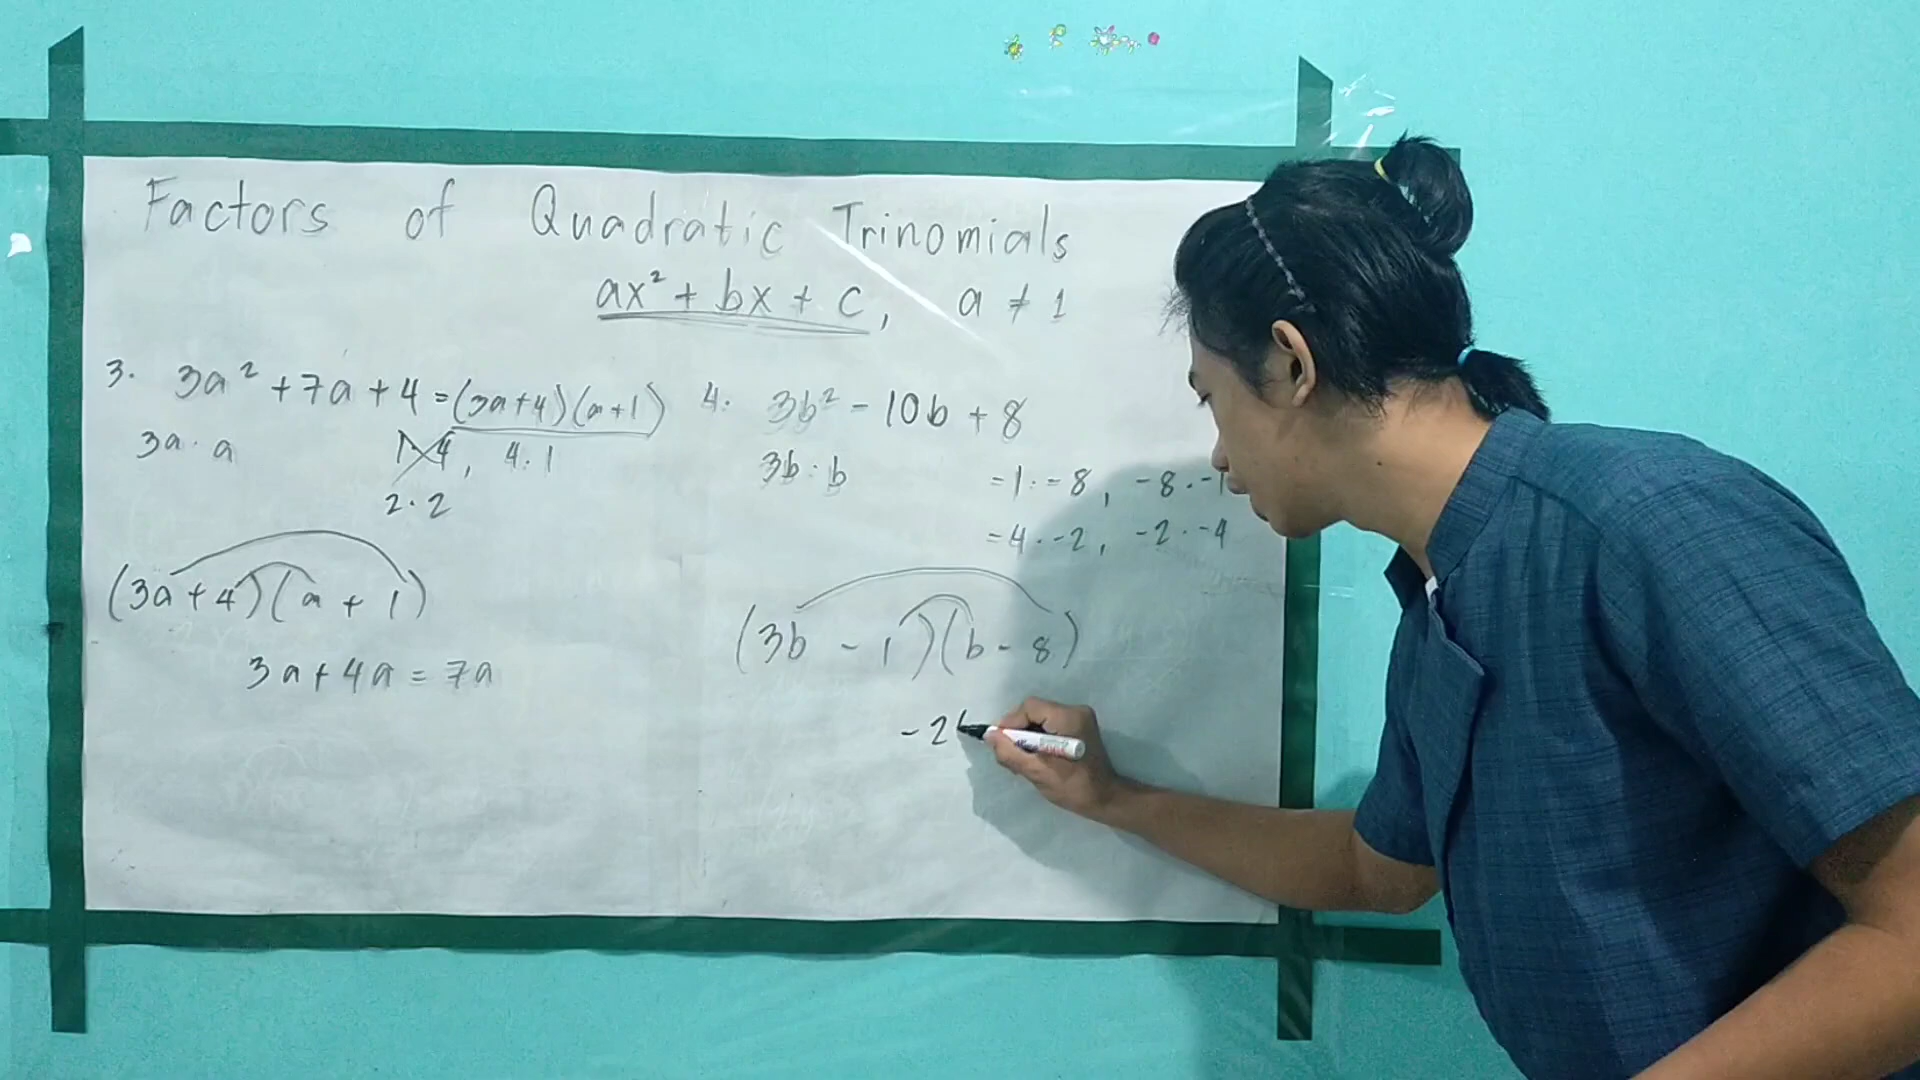 Factors of Quadratic Trinomials
ax² + bx + c, a ≠ 1
3. 3a² + 7a + 4 = (3a+4)(a+1)
3a · a
1 · 4, 4 · 1
2 · 2
(3a + 4)(a + 1)
3a + 4a = 7a
4. 3b² - 10b + 8
3b · b
-1 · -8, -8 · -1
-4 · -2, -2 · -4
(3b - 1)(b - 8)
-2